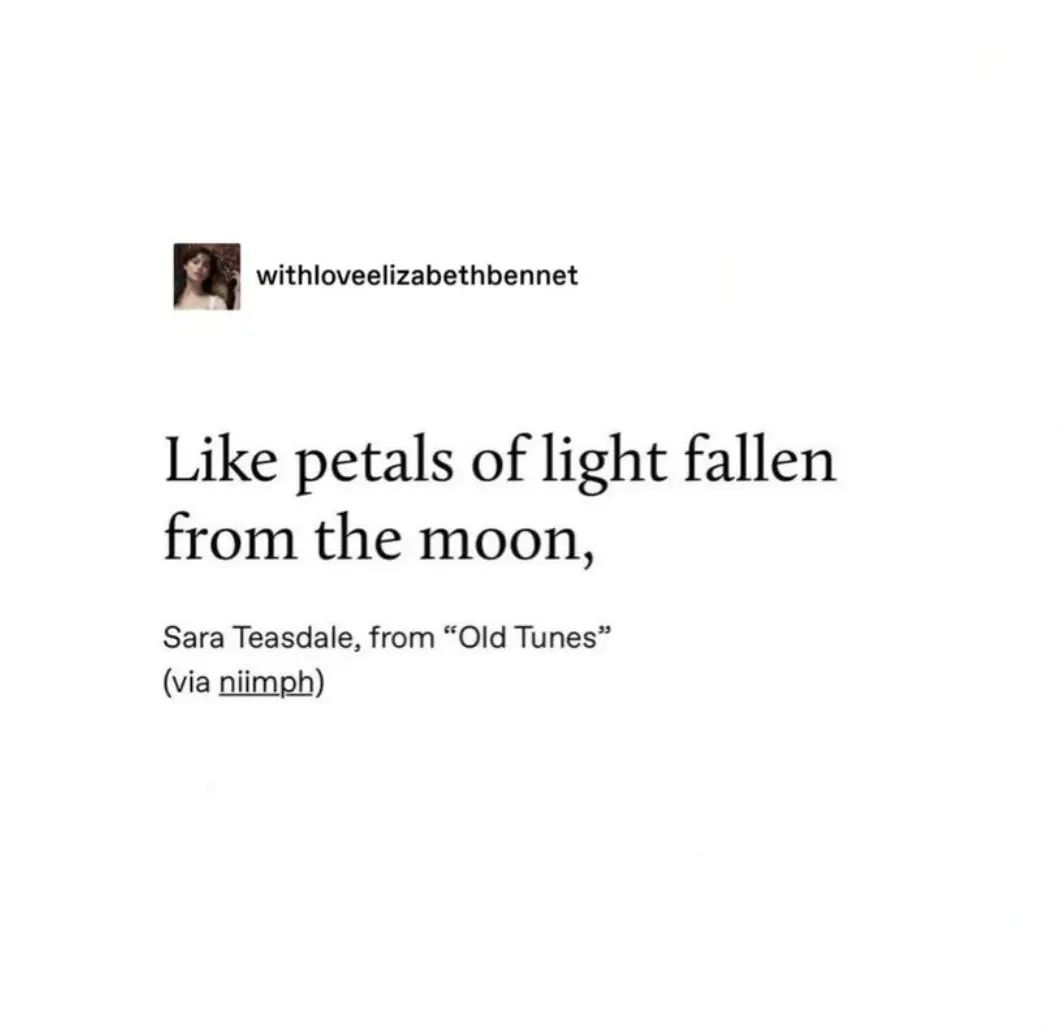 withloveelizabethbennet
Like petals of light fallen
from the moon,
Sara Teasdale, from “Old Tunes”
(via niimph)